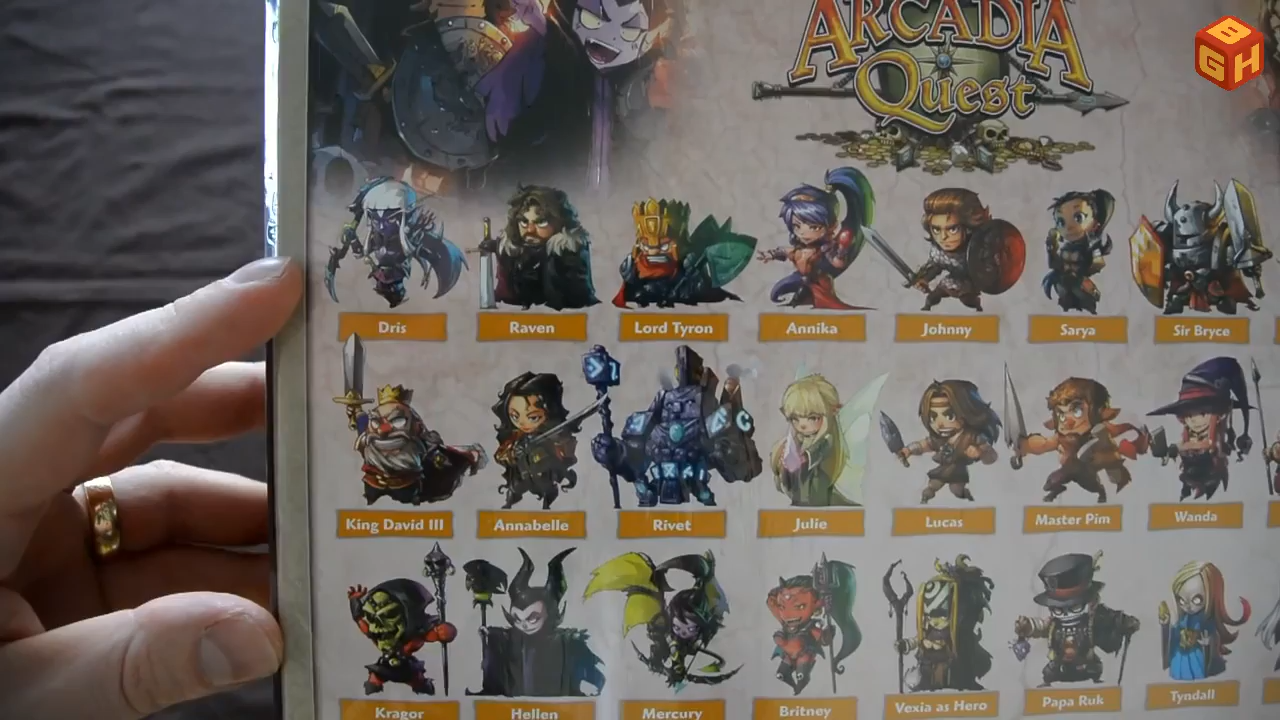 ARCADIA
Quest
B
G H
Dris
Raven
Lord Tyron
Annika
Johnny
Sarya
Sir Bryce
King David III
Annabelle
Rivet
Julie
Lucas
Master Pim
Wanda
Kragor
Hellen
Mercury
Britney
Vexia as Hero
Papa Ruk
Tyndall